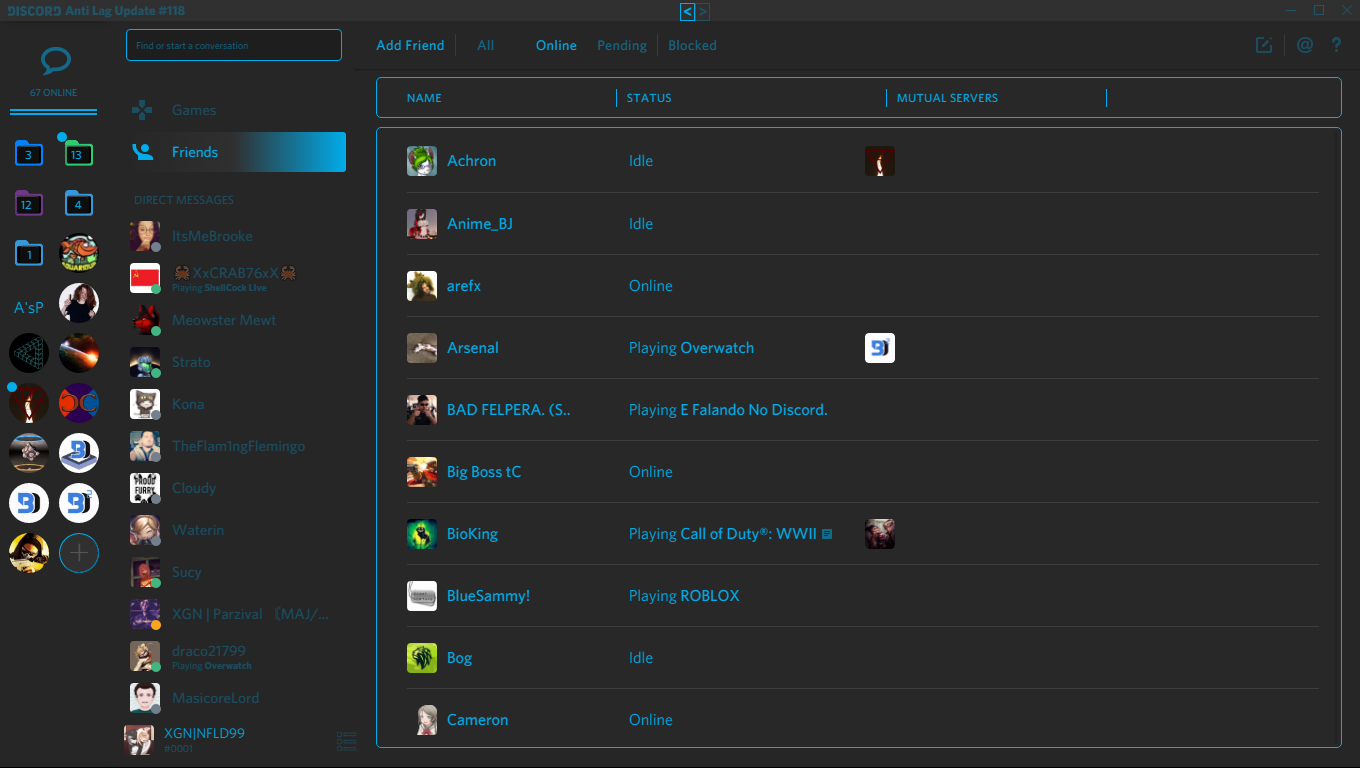 DISCORD Anti Lag Update #118
< >
67 ONLINE
3
13
12
4
1
A'sP
Find or start a conversation
Games
Friends
DIRECT MESSAGES
ItsMeBrooke
🦀XxCRAB76xX🦀
Playing ShellCock Live
Meowster Mewt
Strato
Kona
TheFlam1ngFlemingo
Cloudy
PROUD
FURRY
Waterin
Sucy
XGN | Parzival 〔MAJ/...
draco21799
Playing Overwatch
MasicoreLord
XGN|NFLD99
#0001
Add Friend All Online Pending Blocked
@ ?
NAME STATUS MUTUAL SERVERS
Achron Idle
Anime_BJ Idle
arefx Online
Arsenal Playing Overwatch
BAD FELPERA. (S.. Playing E Falando No Discord.
Big Boss tC Online
BioKing Playing Call of Duty®: WWII
BlueSammy! Playing ROBLOX
Bog Idle
Cameron Online